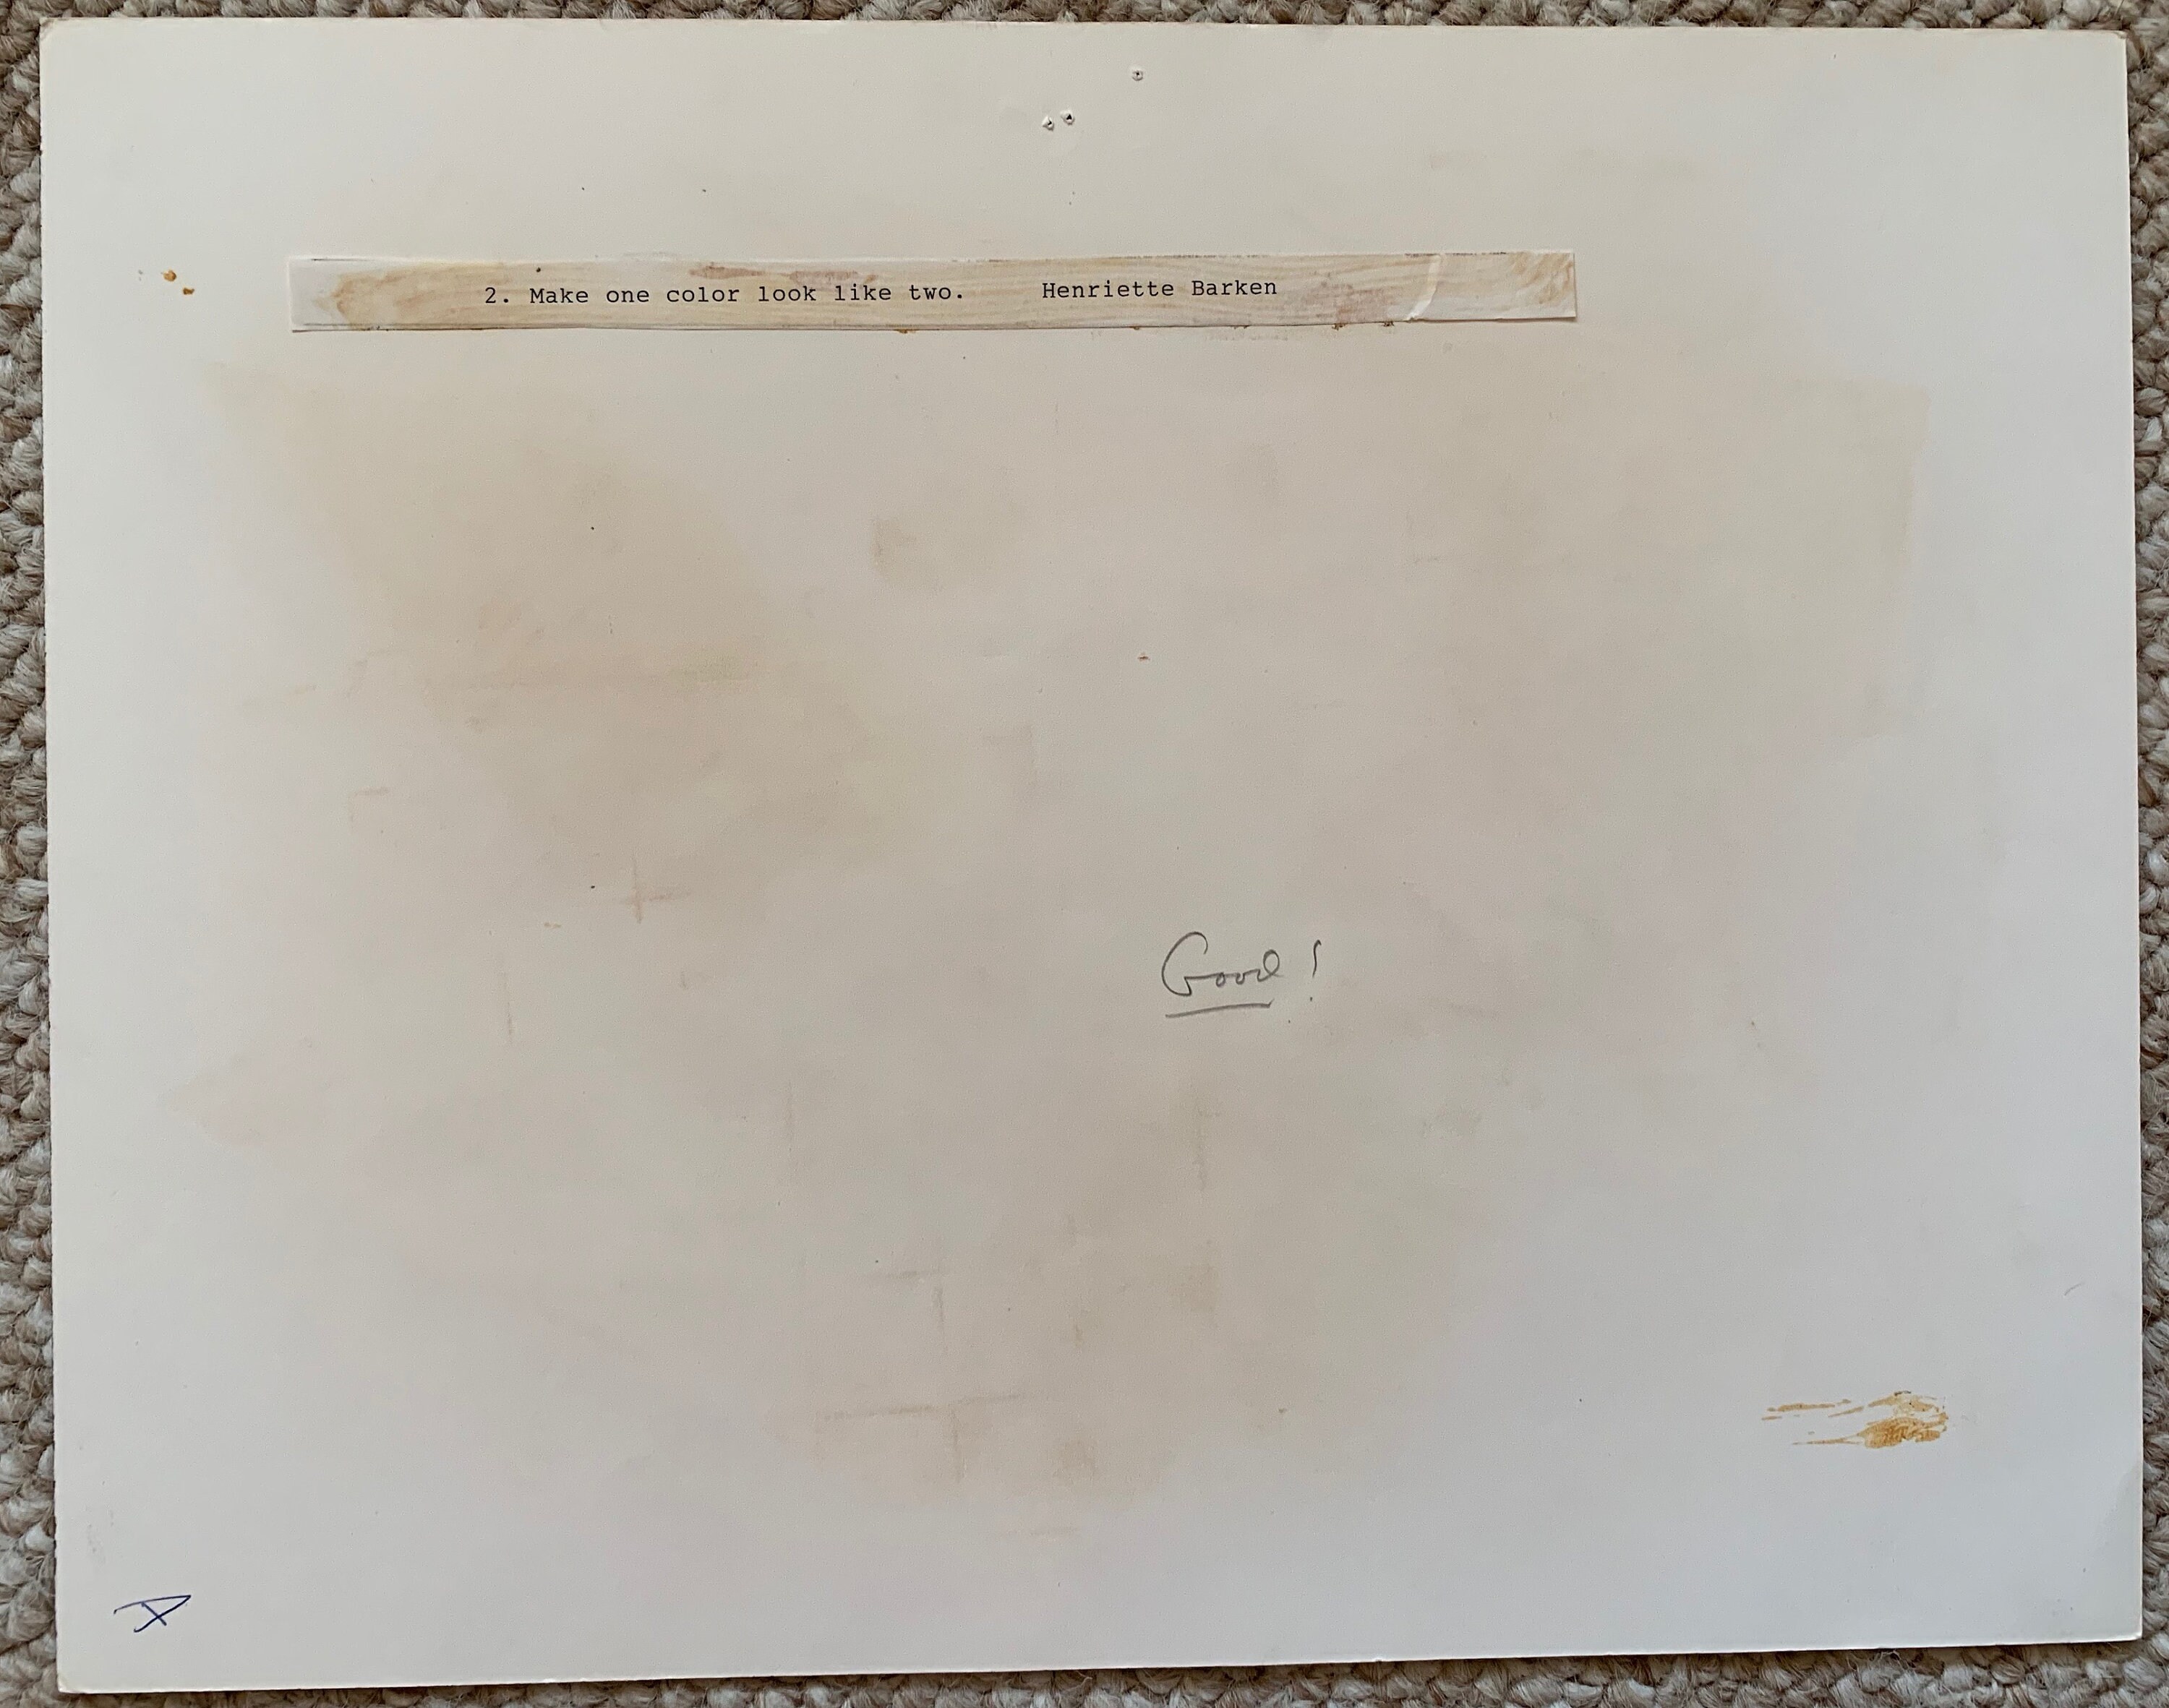 2. Make one color look like two. Henriette Barken
Good!